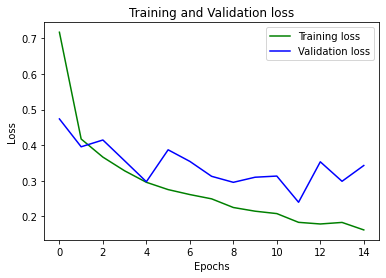 Training and Validation loss
Training loss
Validation loss
Loss
0.7
0.6
0.5
0.4
0.3
0.2
0 2 4 6 8 10 12 14
Epochs